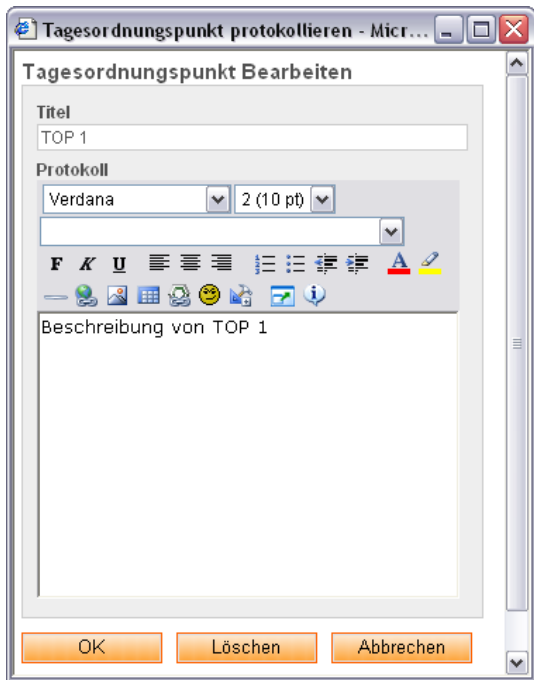 Tagesordnungspunkt protokollieren - Micr...
Tagesordnungspunkt Bearbeiten
Titel
TOP 1
Protokoll
Verdana 2 (10 pt)
F K U A
Beschreibung von TOP 1
OK Löschen Abbrechen